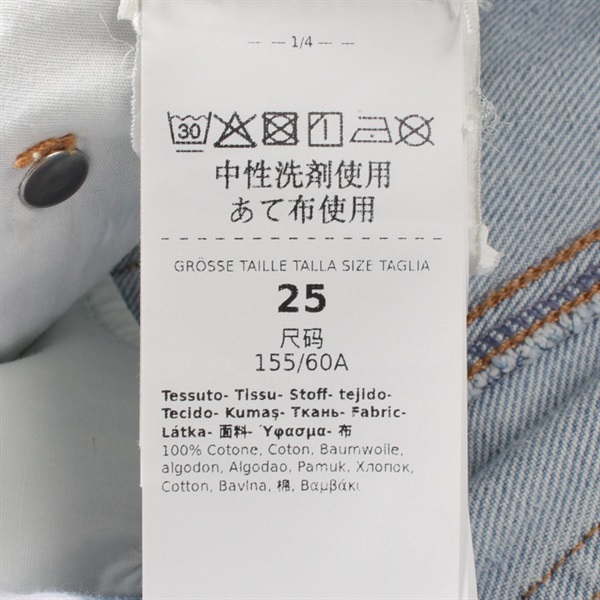 1/4
30
中性洗剤使用
あて布使用
GRÖSSE TAILLE TALLA SIZE TAGLIA
25
尺码
155/60A
Tessuto- Tissu- Stoff- tejido-
Tecido- Kumaş- Ткань- Fabric-
Látka- 面料- Ύφασμα- 布
100% Cotone, Coton, Baumwolle,
algodon, Algodao, Pamuk, Хлопок,
Cotton, Bavlna, 棉, Βαμβάκι